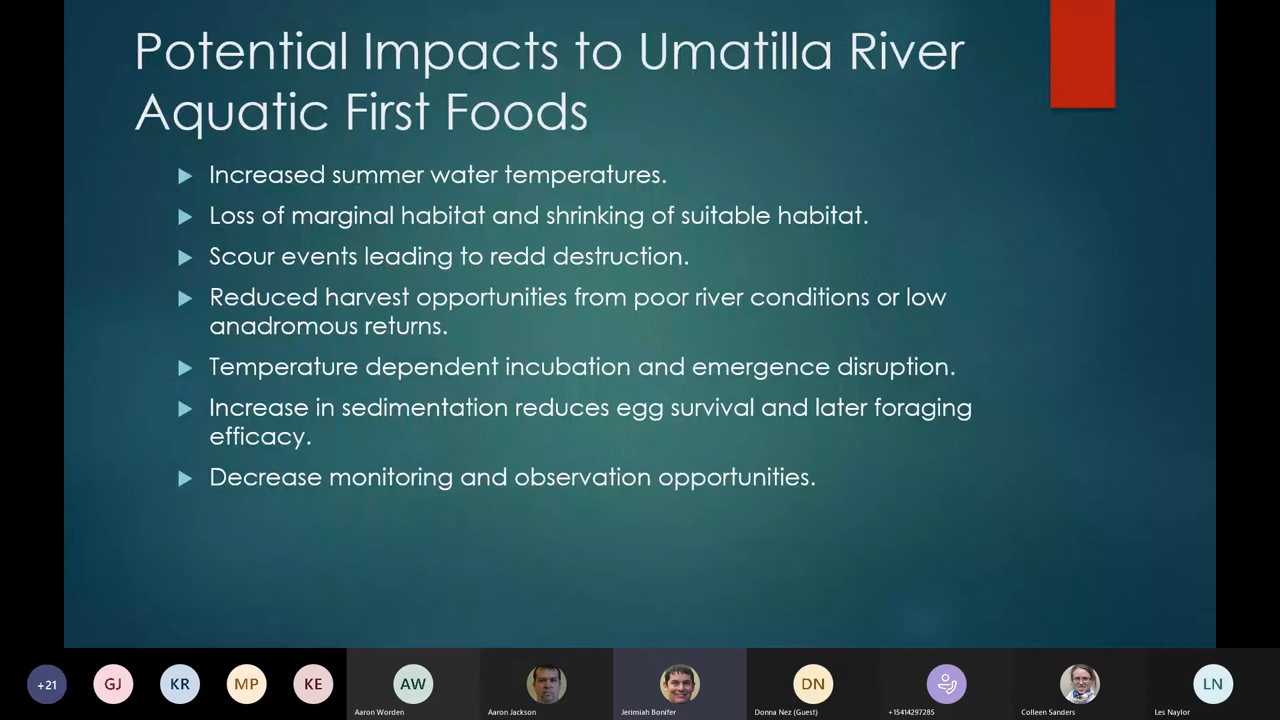 Potential Impacts to Umatilla River
Aquatic First Foods
Increased summer water temperatures.
Loss of marginal habitat and shrinking of suitable habitat.
Scour events leading to redd destruction.
Reduced harvest opportunities from poor river conditions or low
anadromous returns.
Temperature dependent incubation and emergence disruption.
Increase in sedimentation reduces egg survival and later foraging
efficacy.
Decrease monitoring and observation opportunities.
+21 GJ KR MP KE AW DN LN
Aaron Worden Aaron Jackson Jerimiah Bonifer Donna Nez (Guest) +15414297285 Colleen Sanders Les Naylor